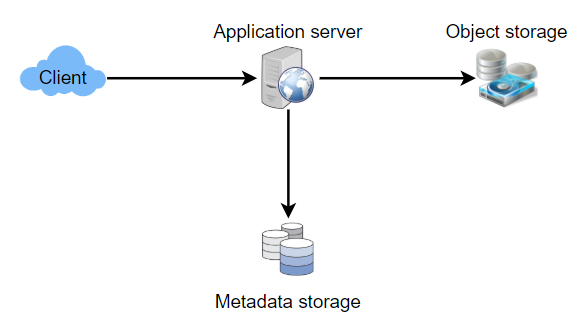 Application server
Object storage
Client
Metadata storage